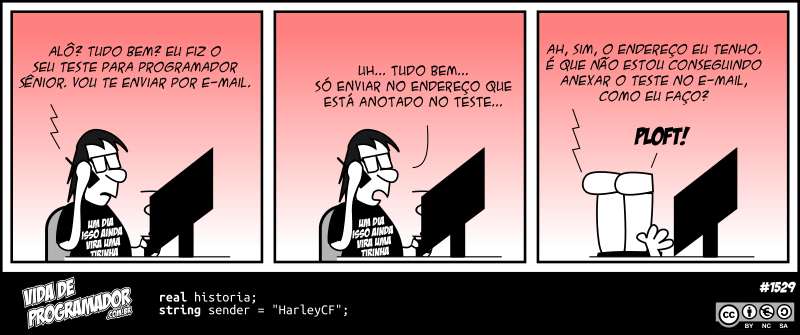 ALÔ? TUDO BEM? EU FIZ O
SEU TESTE PARA PROGRAMADOR
SÊNIOR. VOU TE ENVIAR POR E-MAIL.
UM DIA
ISSO AINDA
VIRA UMA
TIRINHA
UH... TUDO BEM...
SÓ ENVIAR NO ENDEREÇO QUE
ESTÁ ANOTADO NO TESTE...
UM DIA
ISSO AINDA
VIRA UMA
TIRINHA
AH, SIM, O ENDEREÇO EU TENHO.
É QUE NÃO ESTOU CONSEGUINDO
ANEXAR O TESTE NO E-MAIL,
COMO EU FAÇO?
PLOFT!
VIDA DE
PROGRAMADOR
.COM.BR
real historia;
string sender = "HarleyCF";
#1529
cc
BY NC SA